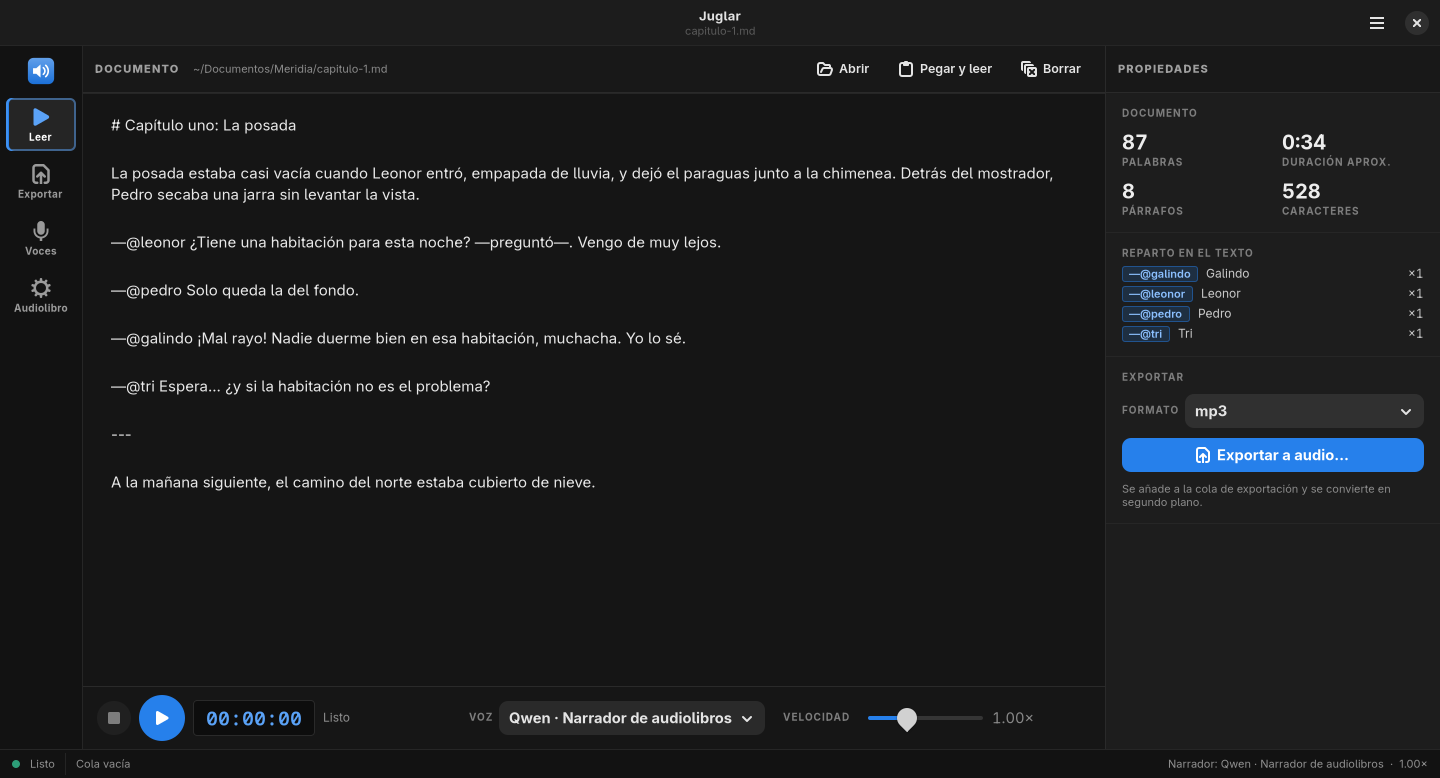 Juglar
capitulo-1.md
Leer
Exportar
Voces
Audiolibro
DOCUMENTO ~/Documentos/Meridia/capitulo-1.md
Abrir
Pegar y leer
Borrar
# Capítulo uno: La posada
La posada estaba casi vacía cuando Leonor entró, empapada de lluvia, y dejó el paraguas junto a la chimenea. Detrás del mostrador,
Pedro secaba una jarra sin levantar la vista.
—@leonor ¿Tiene una habitación para esta noche? —preguntó—. Vengo de muy lejos.
—@pedro Solo queda la del fondo.
—@galindo ¡Mal rayo! Nadie duerme bien en esa habitación, muchacha. Yo lo sé.
—@tri Espera... ¿y si la habitación no es el problema?
---
A la mañana siguiente, el camino del norte estaba cubierto de nieve.
00:00:00
Listo
VOZ
Qwen · Narrador de audiolibros
VELOCIDAD
1.00×
PROPIEDADES
DOCUMENTO
87
PALABRAS
0:34
DURACIÓN APROX.
8
PÁRRAFOS
528
CARACTERES
REPARTO EN EL TEXTO
—@galindo Galindo ×1
—@leonor Leonor ×1
—@pedro Pedro ×1
—@tri Tri ×1
EXPORTAR
FORMATO mp3
Exportar a audio...
Se añade a la cola de exportación y se convierte en
segundo plano.
Listo
Cola vacía
Narrador: Qwen · Narrador de audiolibros · 1.00×